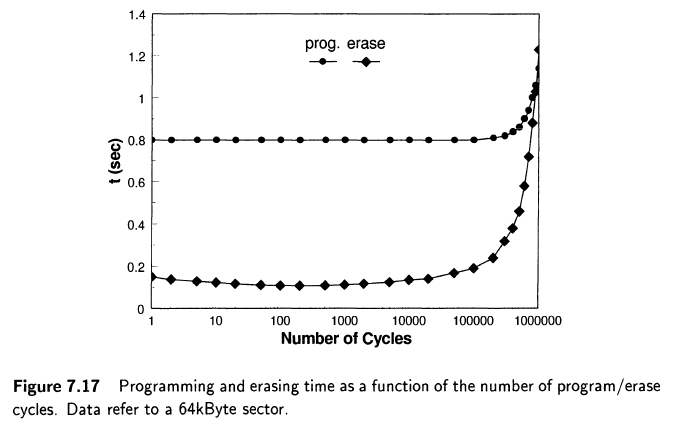 1.4
1.2
1
0.8
0.6
0.4
0.2
0
t (sec)
prog. erase
1 10 100 1000 10000 100000 1000000
Number of Cycles
Figure 7.17 Programming and erasing time as a function of the number of program/erase
cycles. Data refer to a 64kByte sector.